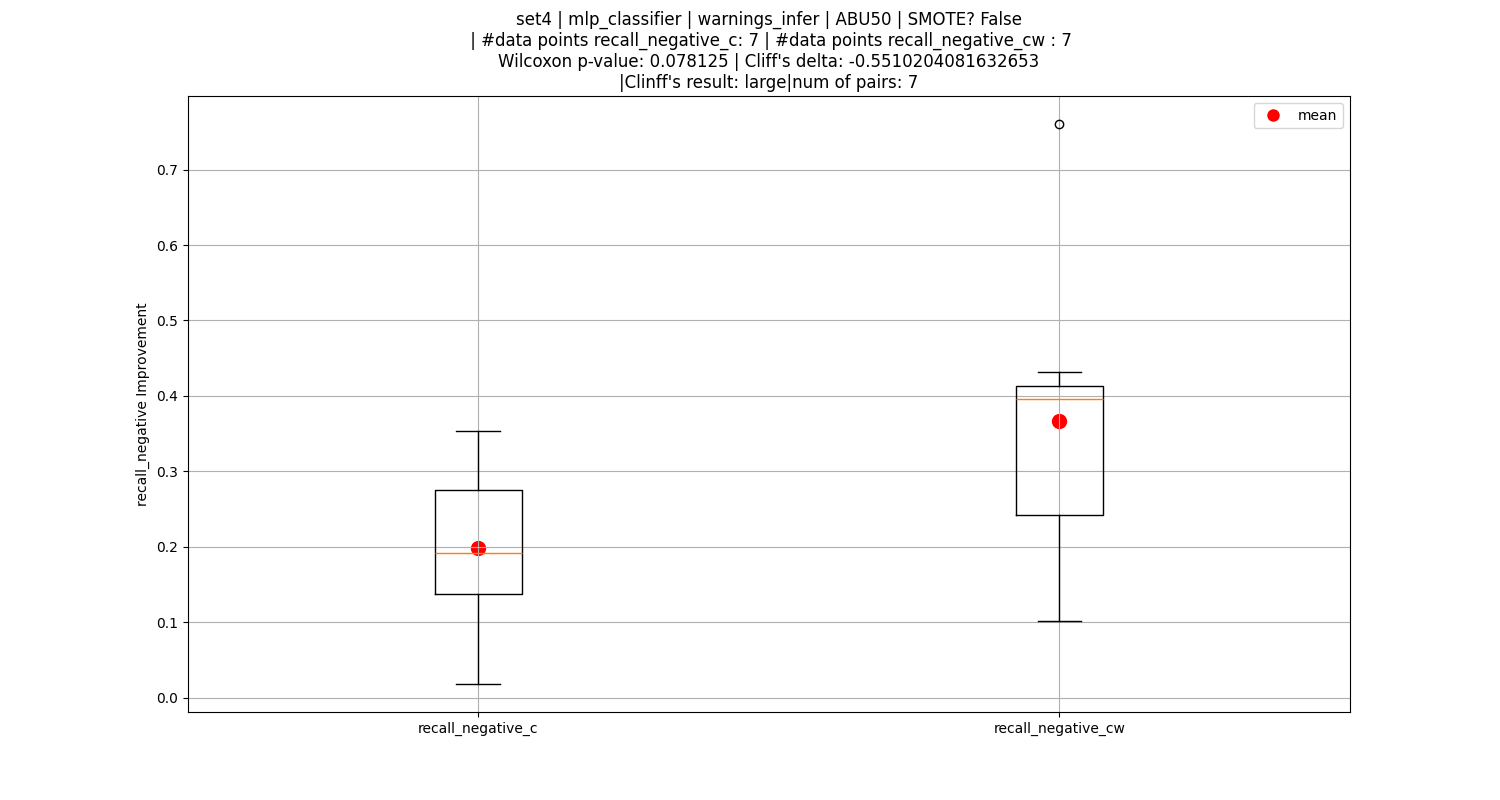 set4 | mlp_classifier | warnings_infer | ABU50 | SMOTE? False
| #data points recall_negative_c: 7 | #data points recall_negative_cw : 7
Wilcoxon p-value: 0.078125 | Cliff's delta: -0.5510204081632653
|Clinff's result: large|num of pairs: 7
mean
0.7
0.6
0.5
0.4
0.3
0.2
0.1
0.0
recall_negative Improvement
recall_negative_c
recall_negative_cw